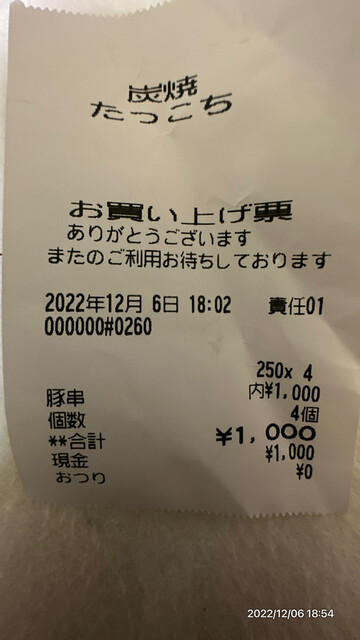 炭焼
たっこち
お買い上げ票
ありがとうございます
またのご利用お待ちしております
2022年12月 6日 18:02 責任01
000000#0260
250x 4
豚串 内¥1,000
個数 4個
**合計 ¥1,000
現金 ¥1,000
おつり ¥0
2022/12/06 18:54